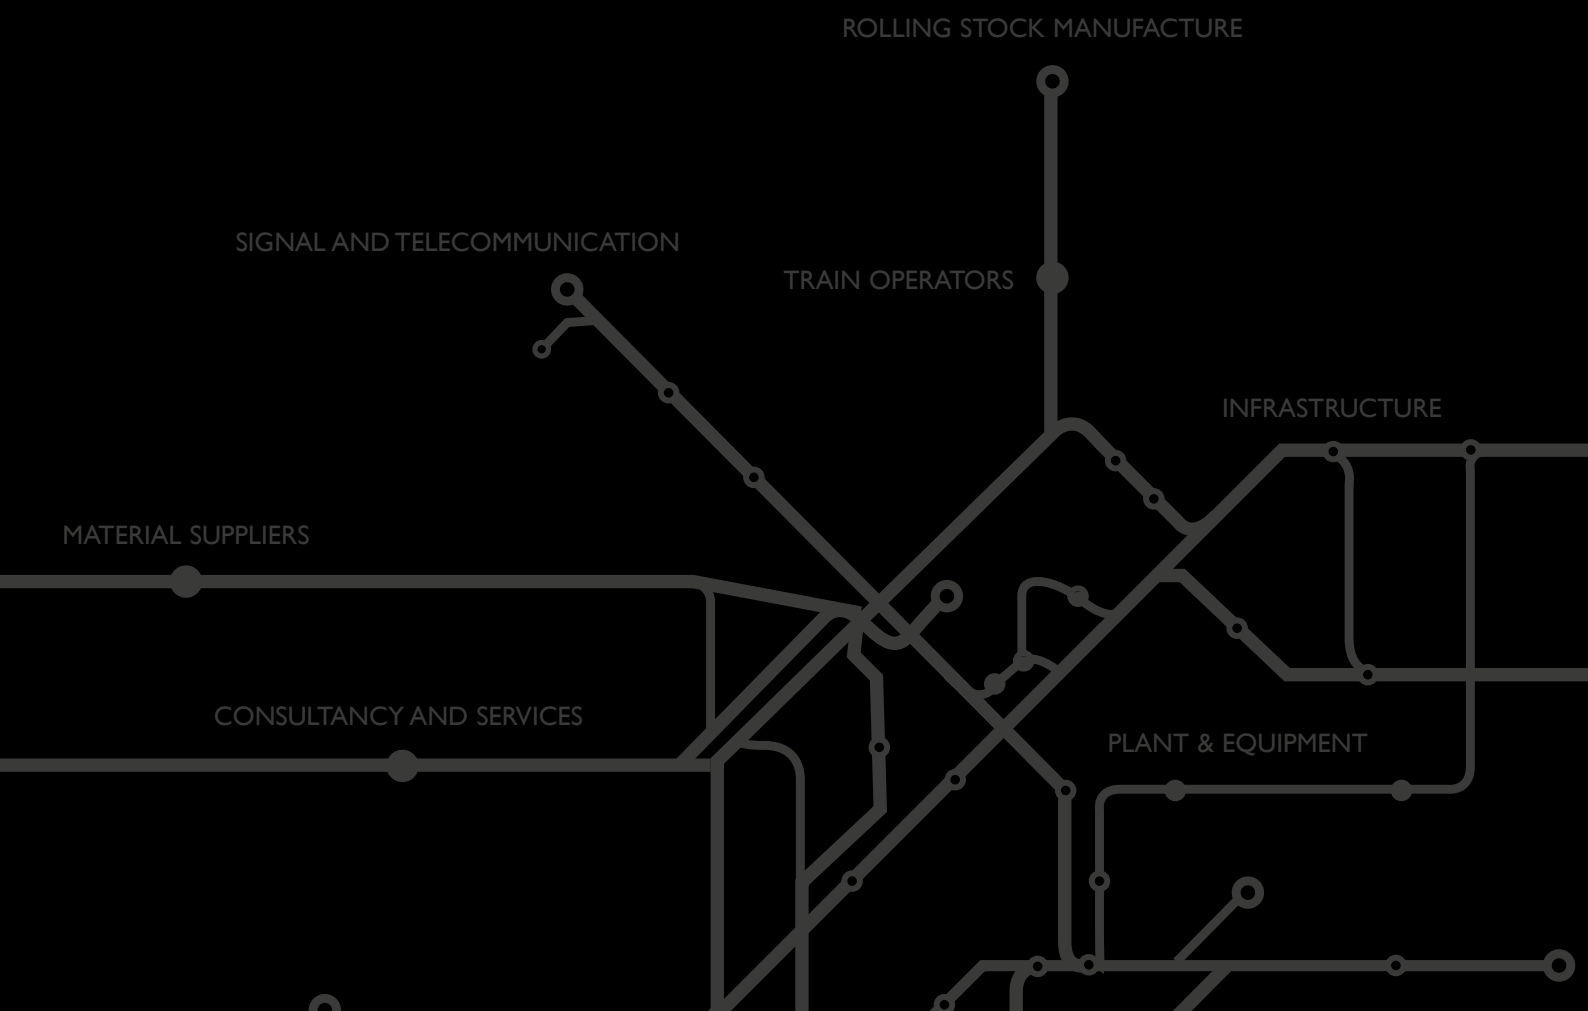 ROLLING STOCK MANUFACTURE
SIGNAL AND TELECOMMUNICATION
TRAIN OPERATORS
INFRASTRUCTURE
MATERIAL SUPPLIERS
CONSULTANCY AND SERVICES
PLANT & EQUIPMENT